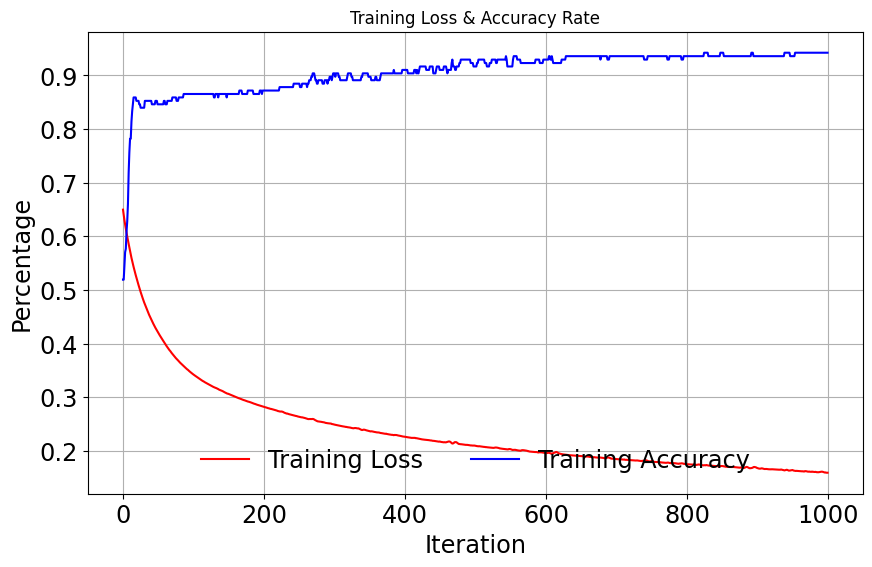 Training Loss & Accuracy Rate
Percentage
0.9
0.8
0.7
0.6
0.5
0.4
0.3
0.2
Training Loss Training Accuracy
0 200 400 600 800 1000
Iteration